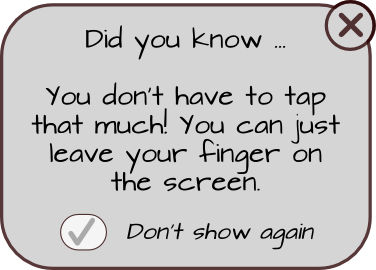 Did you know ...
You don't have to tap
that much! You can just
leave your finger on
the screen.
Don't show again